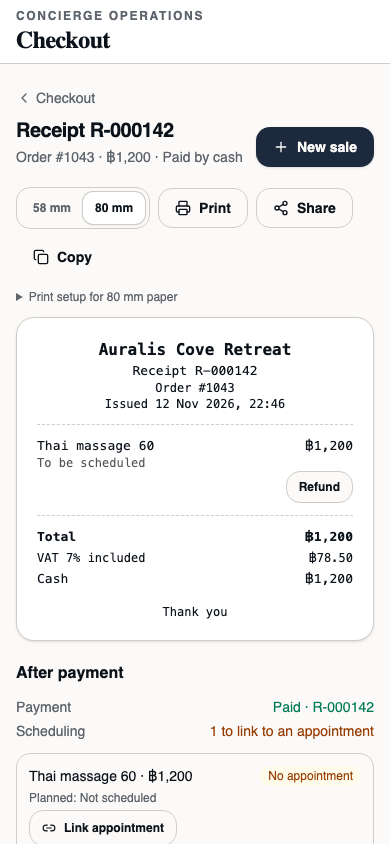 CONCIERGE OPERATIONS
Checkout
Checkout
Receipt R-000142
Order #1043 · ฿1,200 · Paid by cash
New sale
58 mm
80 mm
Print
Share
Copy
Print setup for 80 mm paper
Auralis Cove Retreat
Receipt R-000142
Order #1043
Issued 12 Nov 2026, 22:46
Thai massage 60 ฿1,200
To be scheduled
Refund
Total ฿1,200
VAT 7% included ฿78.50
Cash ฿1,200
Thank you
After payment
Payment Paid · R-000142
Scheduling 1 to link to an appointment
Thai massage 60 · ฿1,200 No appointment
Planned: Not scheduled
Link appointment